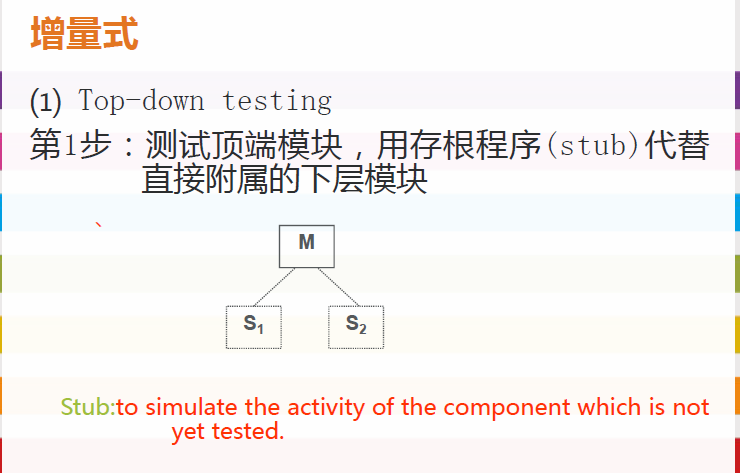 增量式
(1) Top-down testing
第1步：测试顶端模块，用存根程序(stub)代替
直接附属的下层模块
、
M
S₁ S₂
Stub:to simulate the activity of the component which is not
yet tested.